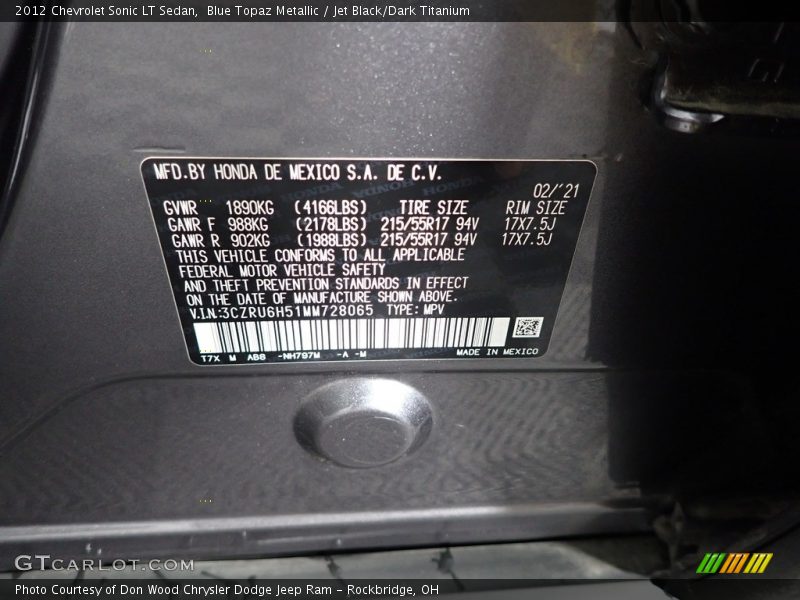 2012 Chevrolet Sonic LT Sedan,  Blue Topaz Metallic / Jet Black/Dark Titanium
MFD.BY HONDA DE MEXICO S.A. DE C.V.
02/'21
GVWR 1890KG (4166LBS) TIRE SIZE RIM SIZE
GAWR F 988KG (2178LBS) 215/55R17 94V 17X7.5J
GAWR R 902KG (1988LBS) 215/55R17 94V 17X7.5J
THIS VEHICLE CONFORMS TO ALL APPLICABLE
FEDERAL MOTOR VEHICLE SAFETY
AND THEFT PREVENTION STANDARDS IN EFFECT
ON THE DATE OF MANUFACTURE SHOWN ABOVE.
V.I.N.:3CZRU6H51MM728065 TYPE: MPV
T7X M AB8 -NH797M -A -M MADE IN MEXICO
GTCARLOT.COM
Photo Courtesy of Don Wood Chrysler Dodge Jeep Ram – Rockbridge, OH